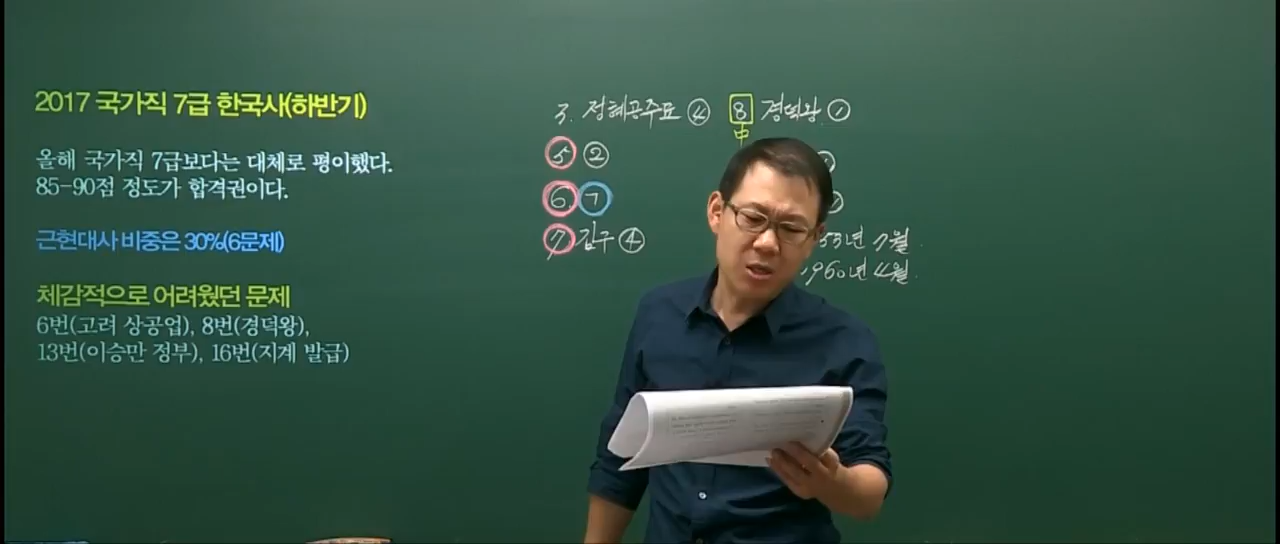 2017 국가직 7급 한국사(하반기)
올해 국가직 7급보다는 대체로 평이했다.
85-90점 정도가 합격권이다.
근현대사 비중은 30%(6문제)
체감적으로 어려웠던 문제
6번(고려 상공업), 8번(경덕왕),
13번(이승만 정부), 16번(지계 발급)
3. 정혜공주묘 ④
5 ②
6. ㄱ
7 김구 ④
8 경덕왕 ①
中
53년 7월.
1960년 4월.